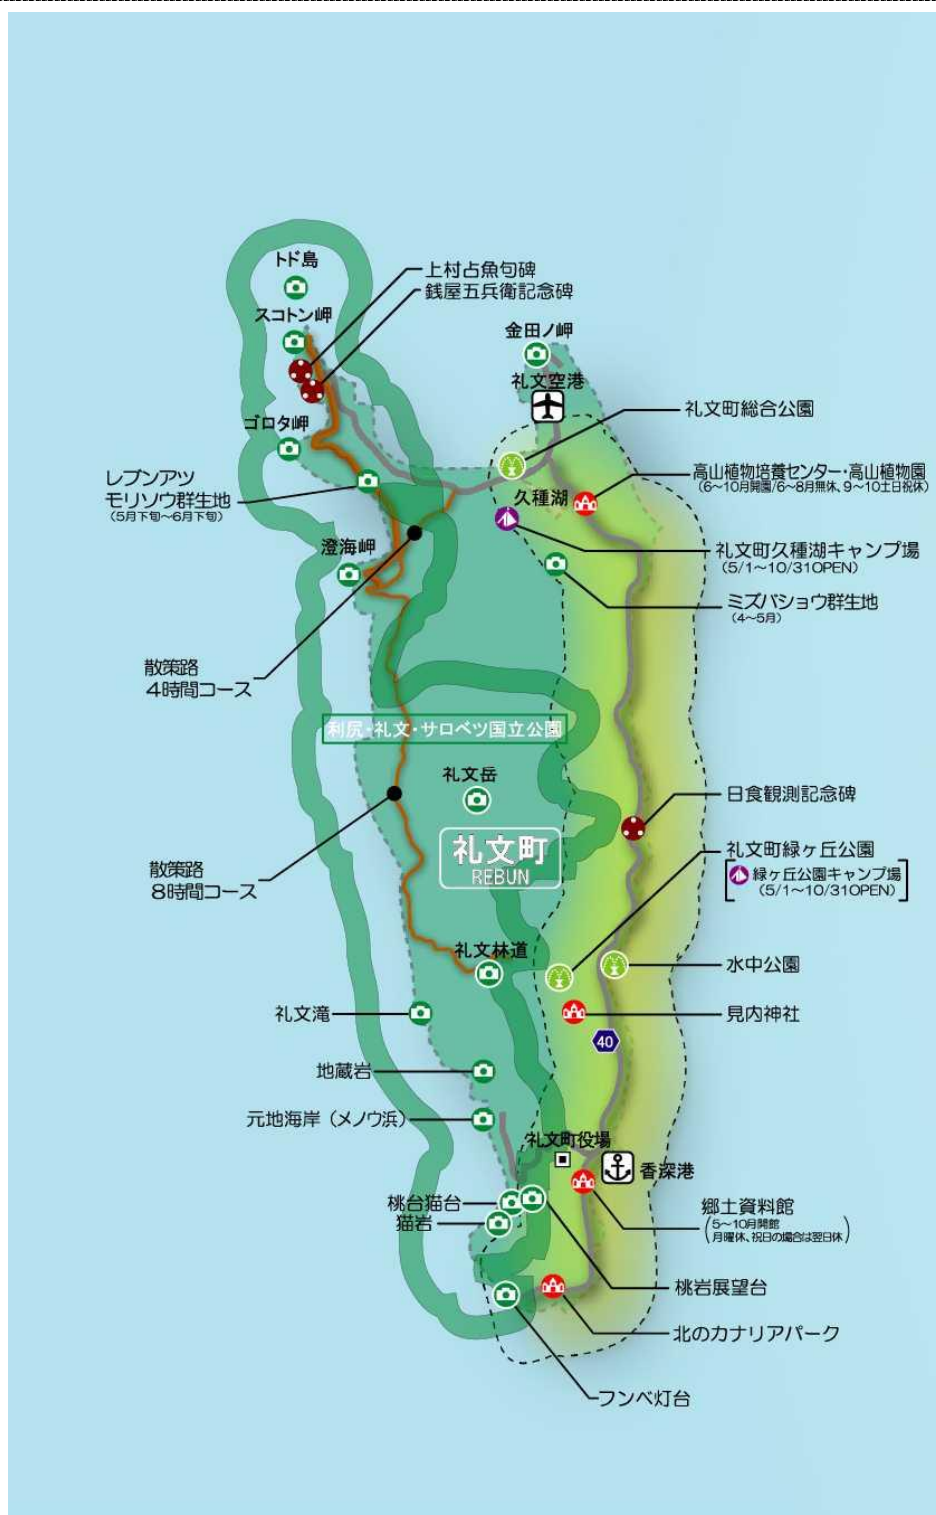 トド島
上村占魚句碑
銭屋五兵衛記念碑
スコトン岬
金田ノ岬
礼文空港
礼文町総合公園
ゴロタ岬
レブンアツ
モリソウ群生地
(5月下旬〜6月下旬)
久種湖
高山植物培養センター・高山植物園
(6〜10月開園/6〜8月無休、9〜10土日祝休)
澄海岬
礼文町久種湖キャンプ場
(5/1〜10/31OPEN)
ミズバショウ群生地
(4〜5月)
散策路
4時間コース
利尻・礼文・サロベツ国立公園
礼文岳
日食観測記念碑
礼文町
REBUN
礼文町緑ヶ丘公園
緑ヶ丘公園キャンプ場
(5/1〜10/31OPEN)
散策路
8時間コース
礼文林道
水中公園
礼文滝
見内神社
40
地蔵岩
元地海岸(メノウ浜)
礼文町役場
香深港
桃台猫台
猫岩
郷土資料館
(5〜10月開館
月曜休、祝日の場合は翌日休)
桃岩展望台
北のカナリアパーク
フンベ灯台